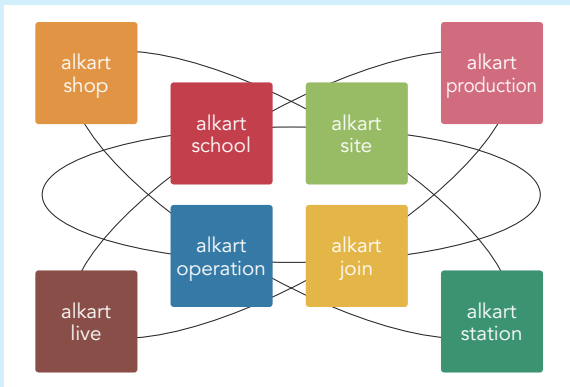 alkart
shop
alkart
production
alkart
school
alkart
site
alkart
operation
alkart
join
alkart
live
alkart
station